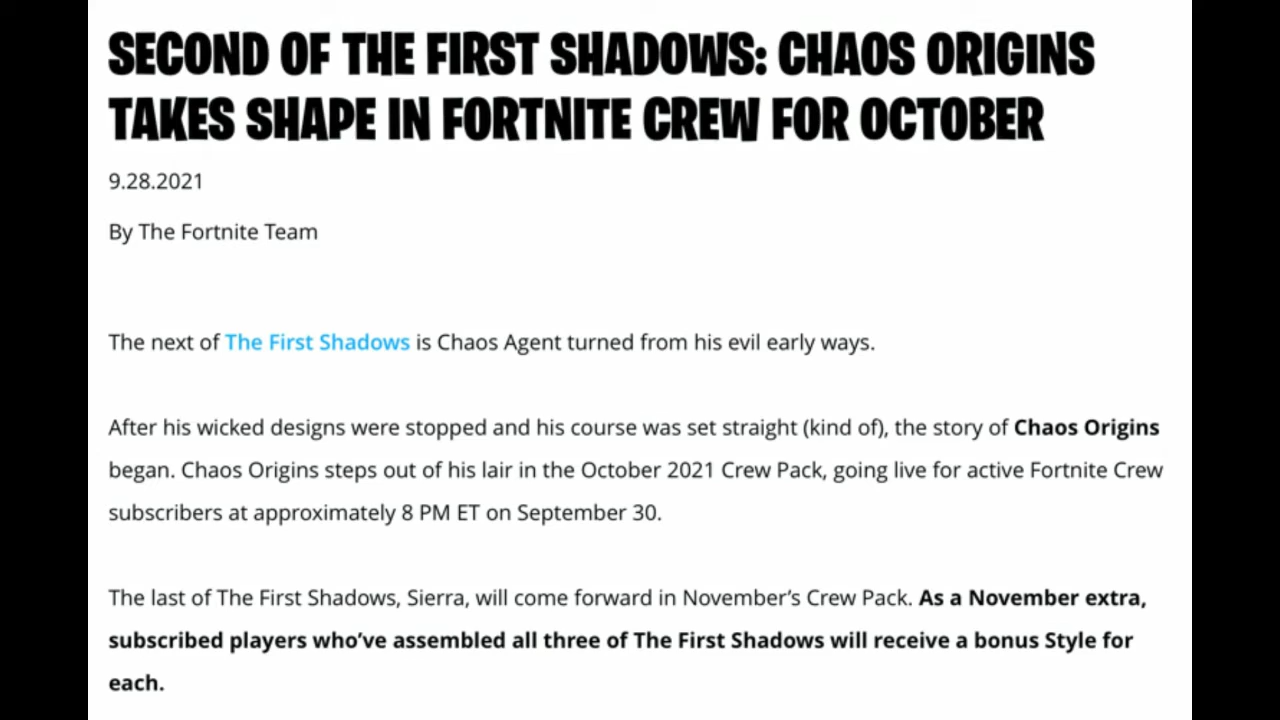 SECOND OF THE FIRST SHADOWS: CHAOS ORIGINS
TAKES SHAPE IN FORTNITE CREW FOR OCTOBER
9.28.2021
By The Fortnite Team
The next of The First Shadows is Chaos Agent turned from his evil early ways.
After his wicked designs were stopped and his course was set straight (kind of), the story of Chaos Origins
began. Chaos Origins steps out of his lair in the October 2021 Crew Pack, going live for active Fortnite Crew
subscribers at approximately 8 PM ET on September 30.
The last of The First Shadows, Sierra, will come forward in November’s Crew Pack. As a November extra,
subscribed players who’ve assembled all three of The First Shadows will receive a bonus Style for
each.